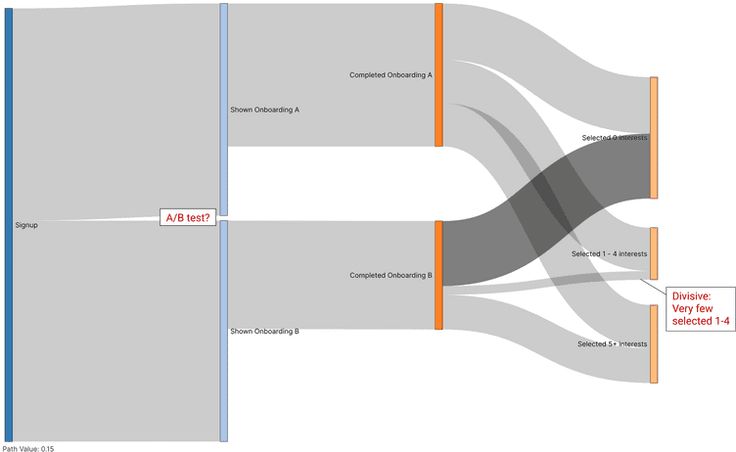 Completed Onboarding A
Shown Onboarding A
Selected 0 interests
A/B test?
Signup
Selected 1 - 4 interests
Completed Onboarding B
Divisive:
Very few
selected 1-4
Shown Onboarding B
Selected 5+ interests
Path Value: 0.15